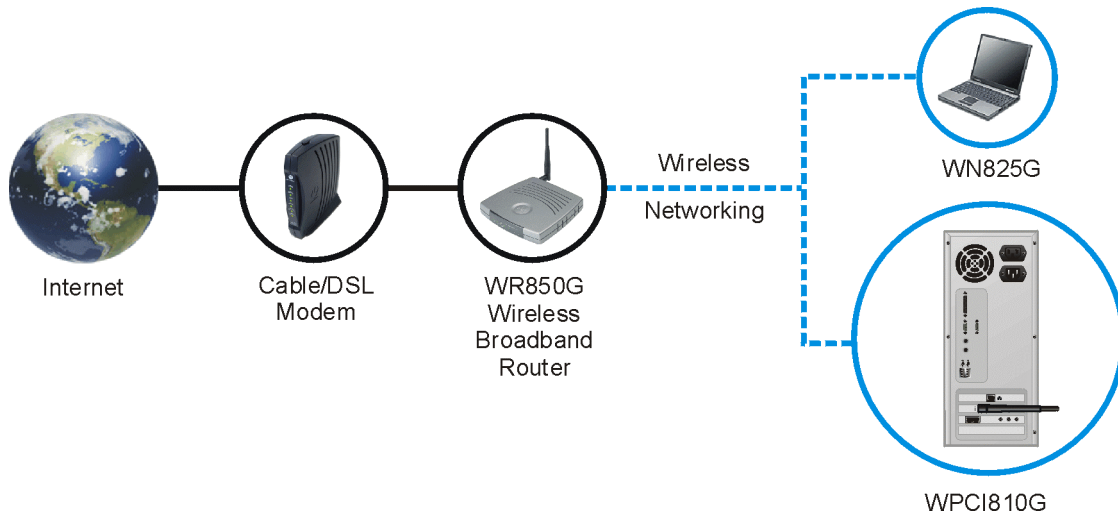 Internet
Cable/DSL
Modem
WR850G
Wireless
Broadband
Router
Wireless
Networking
WN825G
WPCI810G